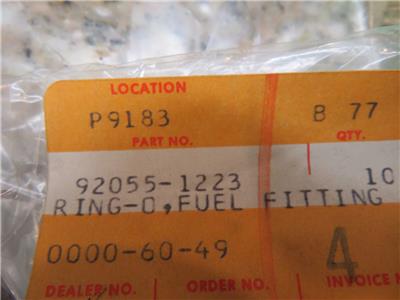 LOCATION
P9183 B 77
PART NO. QTY.
92055-1223 10
RING-O,FUEL FITTING
0000-60-49 4
DEALER NO. ORDER NO. INVOICE